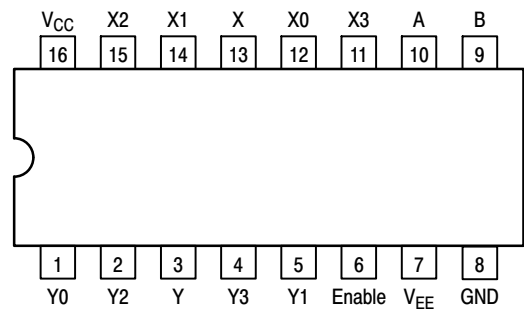 VCC X2 X1 X X0 X3 A B
16 15 14 13 12 11 10 9
1 2 3 4 5 6 7 8
Y0 Y2 Y Y3 Y1 Enable VEE GND